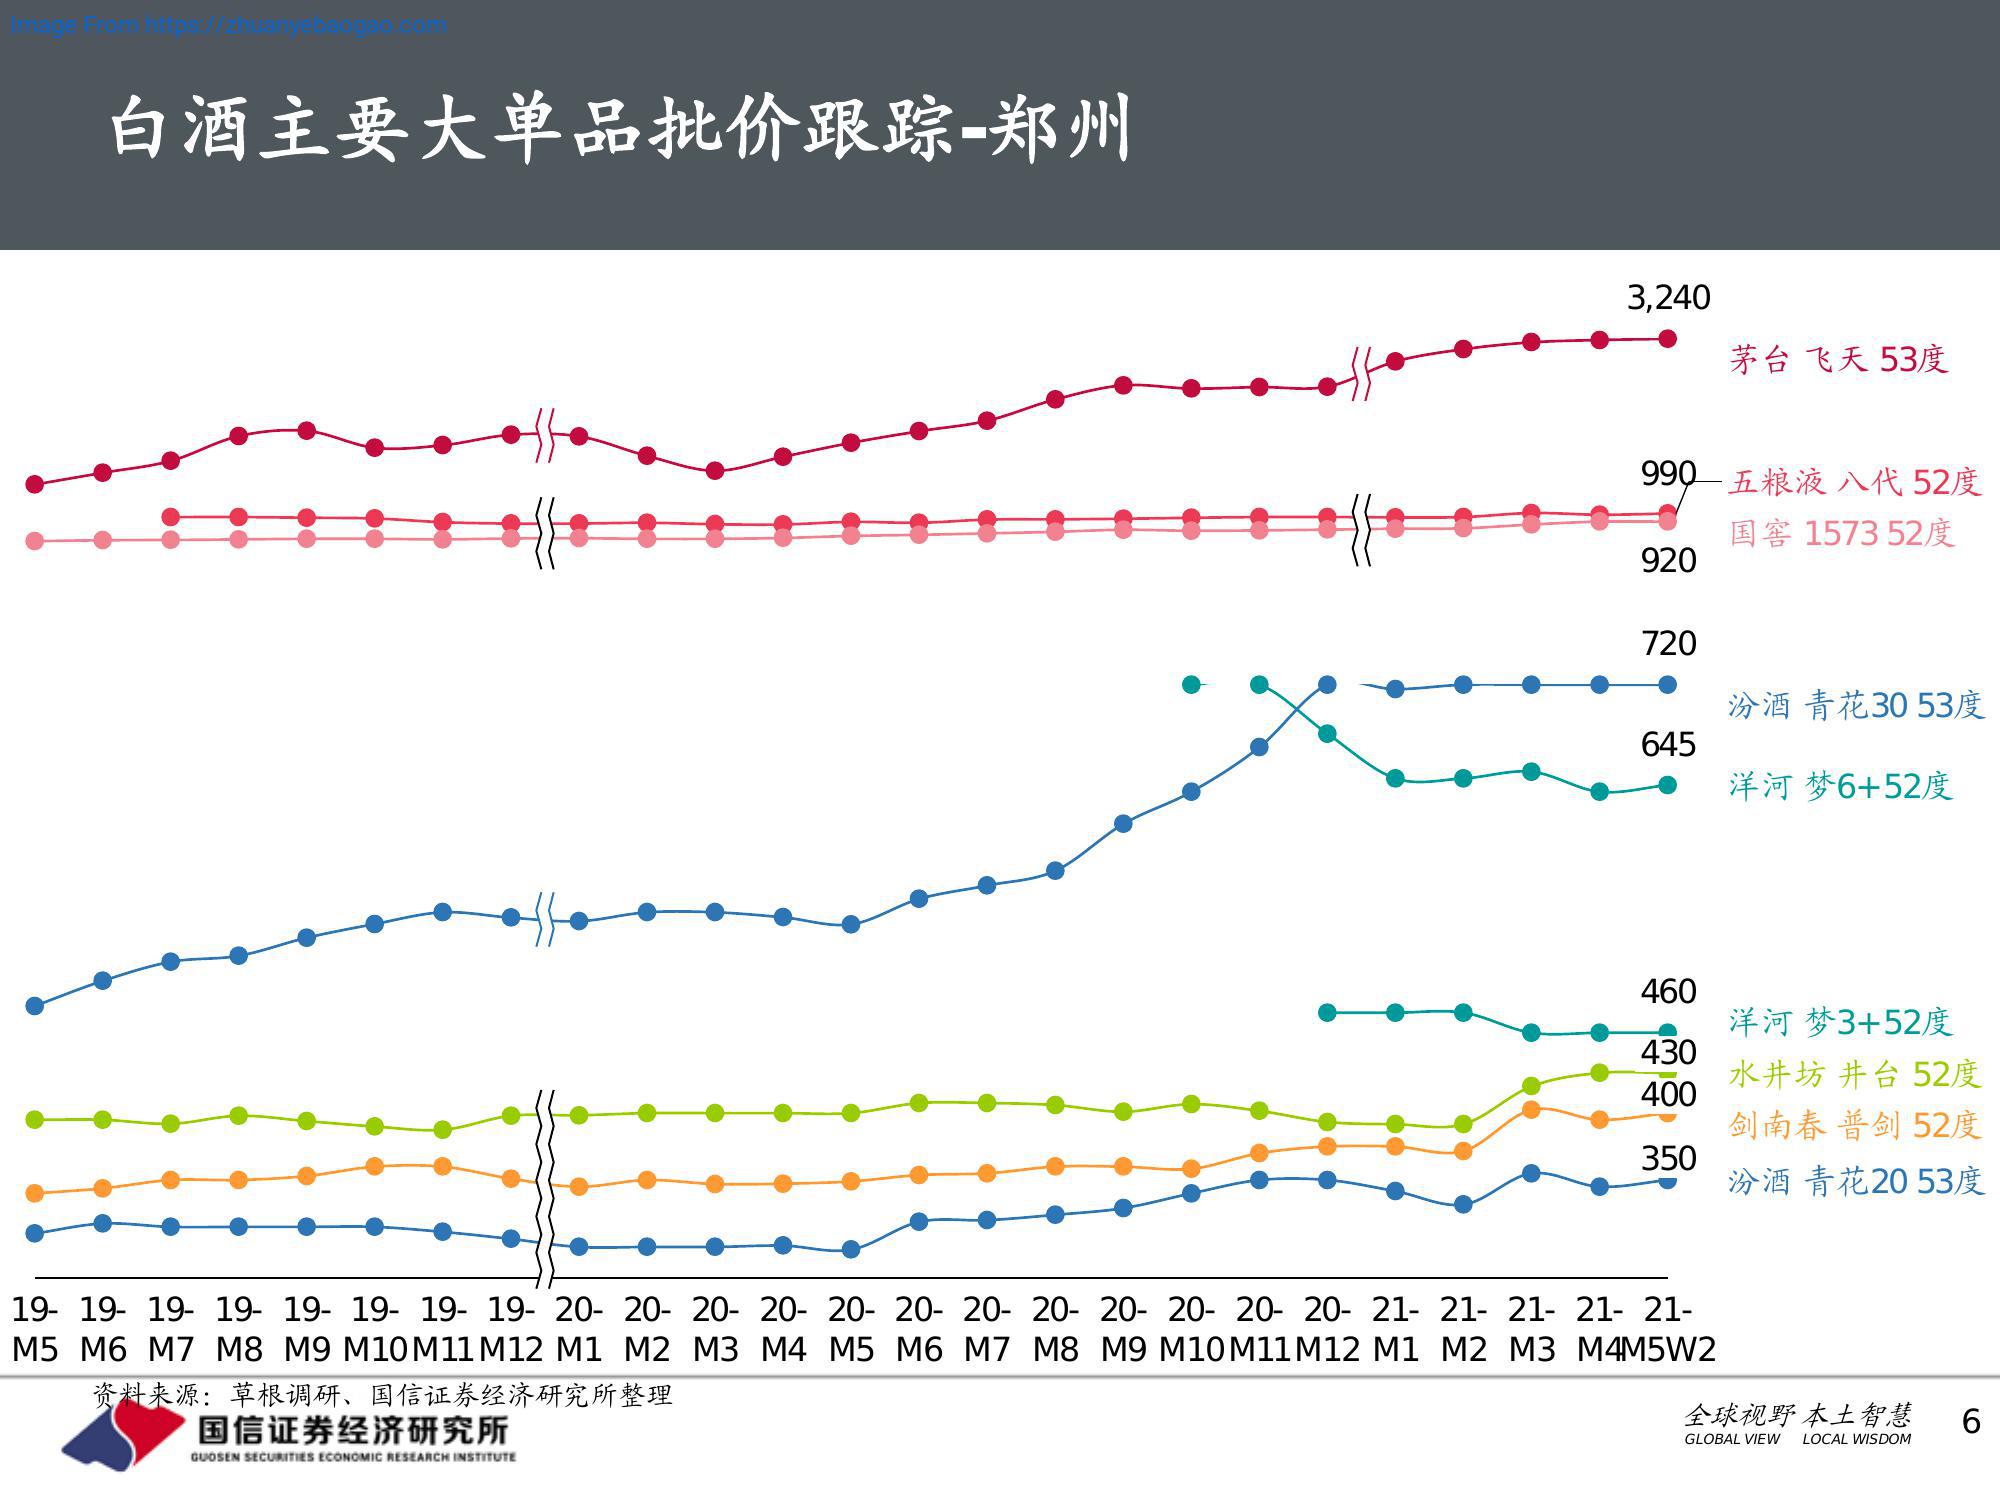 Image From https://zhuanyebaogao.com
白酒主要大单品批价跟踪-郑州
3,240
茅台 飞天 53度
990
五粮液 八代 52度
国窖 1573 52度
920
720
汾酒 青花30 53度
645
洋河 梦6+52度
460
洋河 梦3+52度
430
水井坊 井台 52度
400
剑南春 普剑 52度
350
汾酒 青花20 53度
19-M5 19-M6 19-M7 19-M8 19-M9 19-M10 19-M11 19-M12 20-M1 20-M2 20-M3 20-M4 20-M5 20-M6 20-M7 20-M8 20-M9 20-M10 20-M11 20-M12 21-M1 21-M2 21-M3 21-M4 21-M5W2
资料来源：草根调研、国信证券经济研究所整理
国信证券经济研究所
GUOSEN SECURITIES ECONOMIC RESEARCH INSTITUTE
全球视野 本土智慧
GLOBAL VIEW LOCAL WISDOM
6